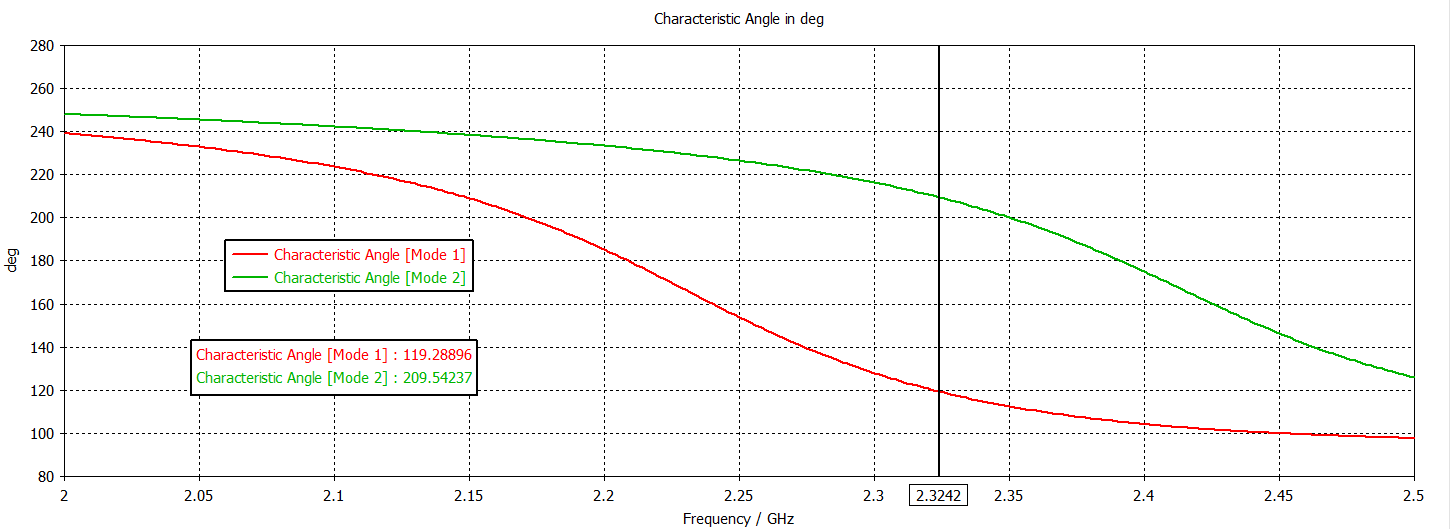 Characteristic Angle in deg
280
260
240
220
200
180
160
140
120
100
80
deg
Characteristic Angle [Mode 1]
Characteristic Angle [Mode 2]
Characteristic Angle [Mode 1] : 119.28896
Characteristic Angle [Mode 2] : 209.54237
2 2.05 2.1 2.15 2.2 2.25 2.3 2.3242 2.35 2.4 2.45 2.5
Frequency / GHz